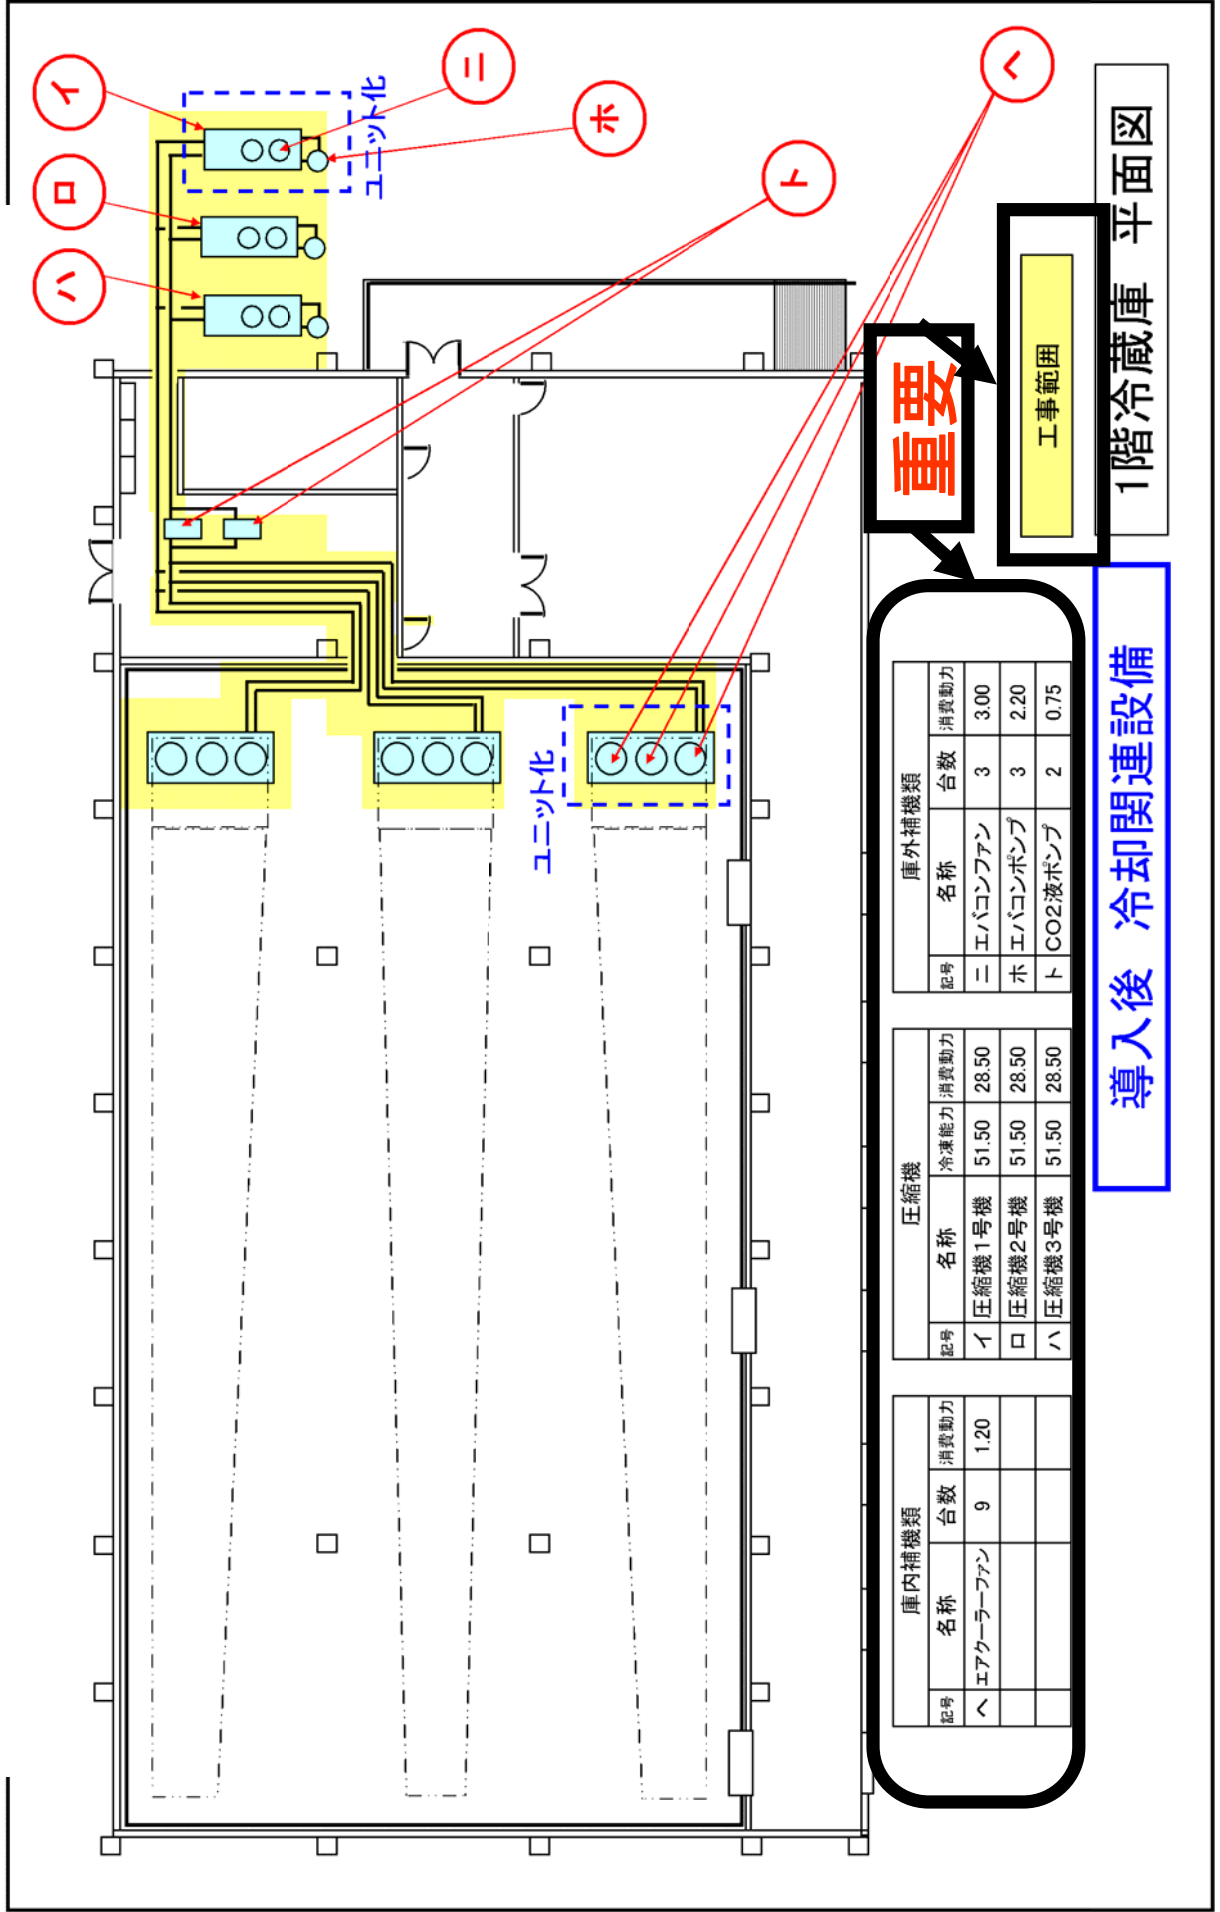 イ
ロ
ハ
ニ
ホ
ヘ
ト
ユニット化
ユニット化
重要
工事範囲
1階冷蔵庫 平面図
導入後 冷却関連設備
庫内補機類
記号 名称 台数 消費動力
ヘ エアクーラーファン 9 1.20
圧縮機
記号 名称 冷凍能力 消費動力
イ 圧縮機1号機 51.50 28.50
ロ 圧縮機2号機 51.50 28.50
ハ 圧縮機3号機 51.50 28.50
庫外補機類
記号 名称 台数 消費動力
ニ エバコンファン 3 3.00
ホ エバコンポンプ 3 2.20
ト CO2液ポンプ 2 0.75